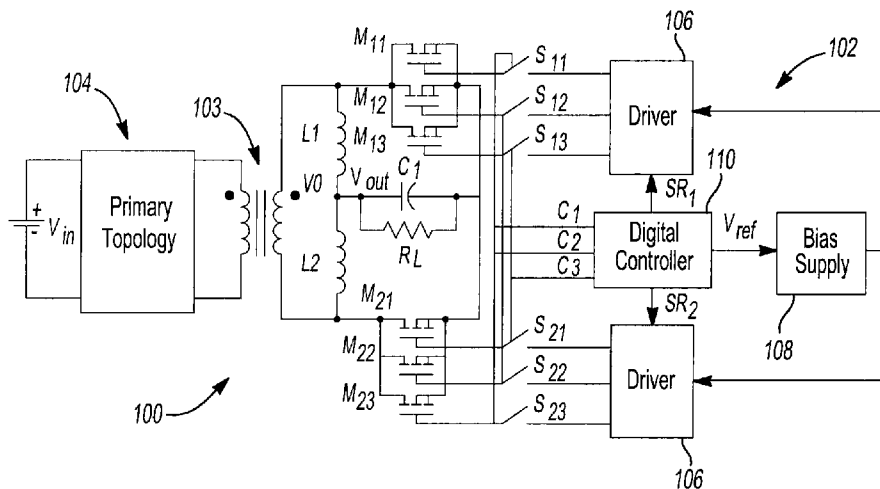 106
102
104
103
M11
S11
M12
S12
Driver
M13
S13
L1
C1
Vout
SR1
110
+
-
Vin
Primary
Topology
V0
RL
C1
C2
C3
Digital
Controller
Vref
Bias
Supply
L2
M21
S21
SR2
108
M22
S22
Driver
M23
S23
100
106